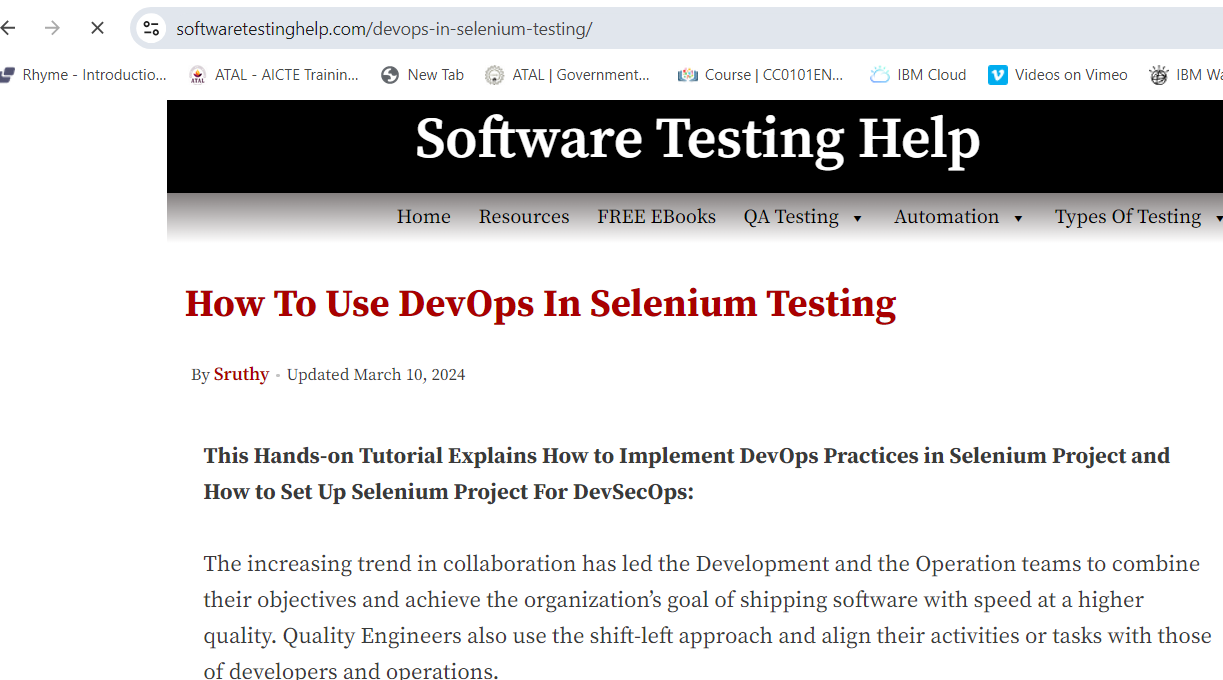 softwaretestinghelp.com/devops-in-selenium-testing/
Rhyme - Introductio... ATAL - AICTE Trainin... New Tab ATAL | Government... Course | CC0101EN... IBM Cloud Videos on Vimeo IBM Wa
Software Testing Help
Home Resources FREE EBooks QA Testing Automation Types Of Testing
How To Use DevOps In Selenium Testing
By Sruthy - Updated March 10, 2024
This Hands-on Tutorial Explains How to Implement DevOps Practices in Selenium Project and
How to Set Up Selenium Project For DevSecOps:
The increasing trend in collaboration has led the Development and the Operation teams to combine
their objectives and achieve the organization’s goal of shipping software with speed at a higher
quality. Quality Engineers also use the shift-left approach and align their activities or tasks with those
of developers and operations.